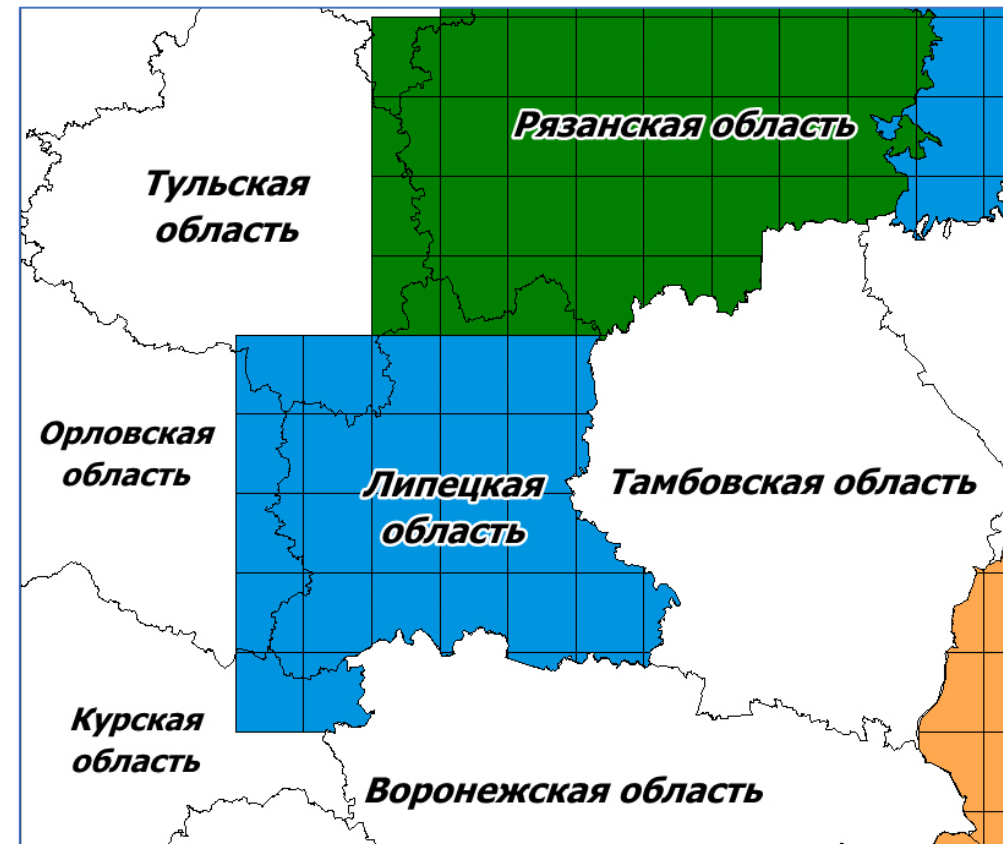 Рязанская область
Тульская
область
Орловская
область
Липецкая
область
Тамбовская область
Курская
область
Воронежская область